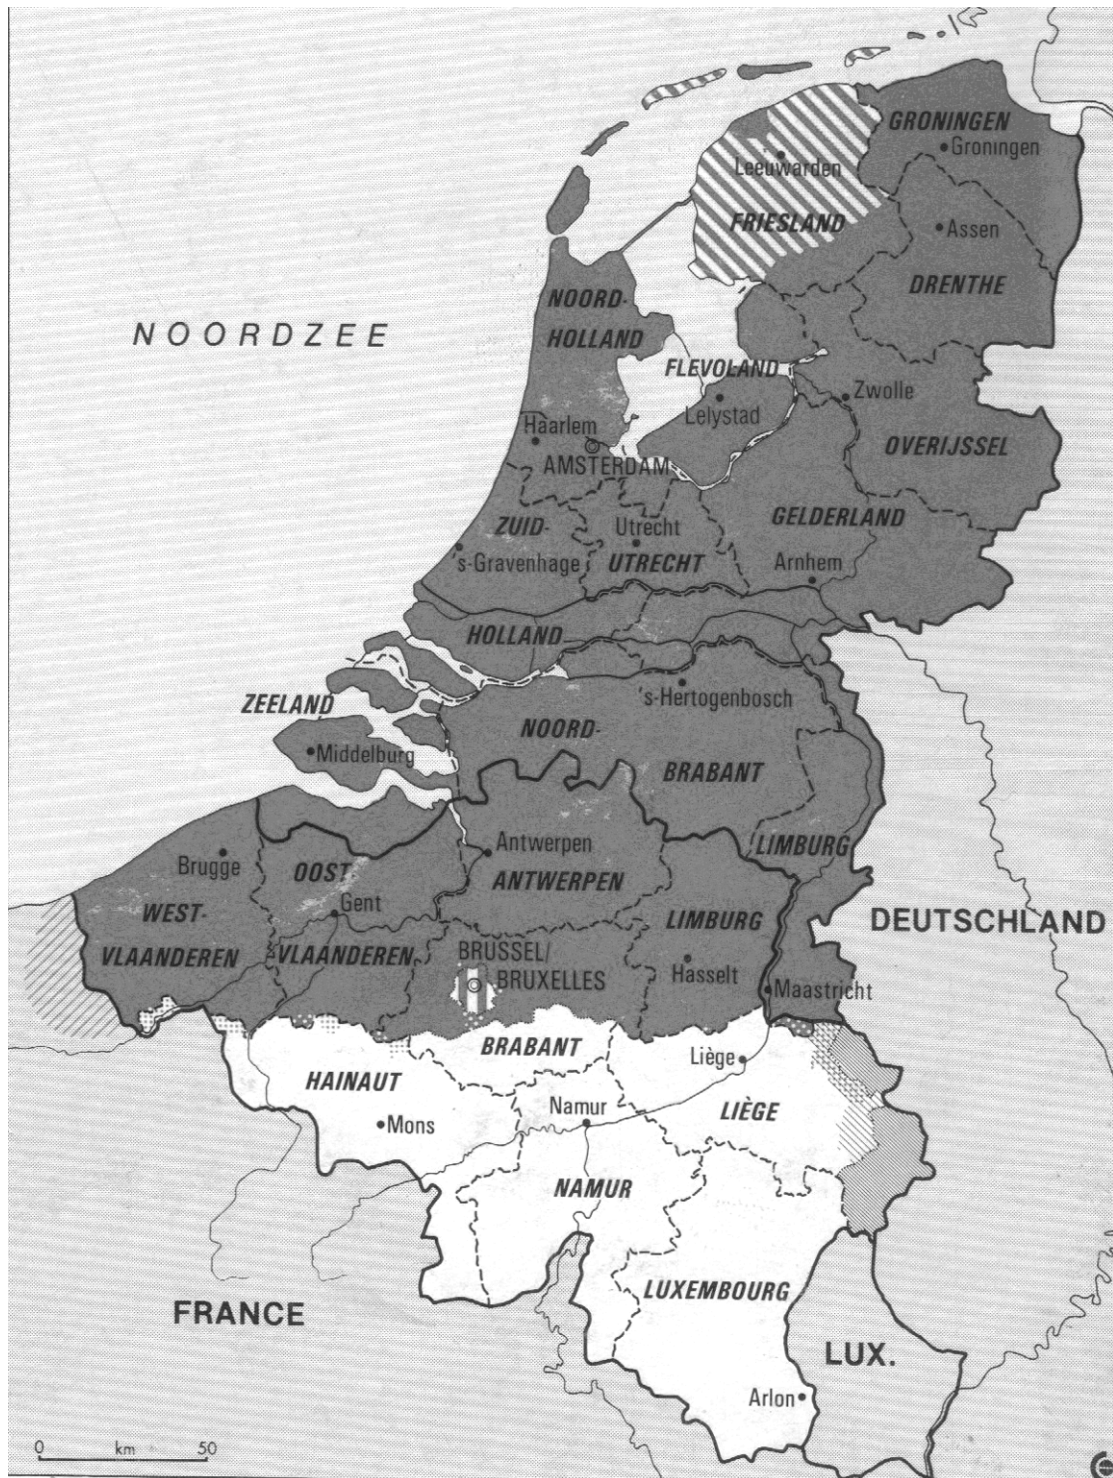 GRONINGEN
Groningen
Leeuwarden
FRIESLAND
Assen
DRENTHE
NOORD-
HOLLAND
NOORDZEE
FLEVOLAND
Lelystad
Zwolle
Haarlem
AMSTERDAM
OVERIJSSEL
ZUID-
's-Gravenhage
Utrecht
UTRECHT
GELDERLAND
Arnhem
HOLLAND
's-Hertogenbosch
ZEELAND
Middelburg
NOORD-
BRABANT
LIMBURG
Brugge
OOST
Antwerpen
ANTWERPEN
WEST-
VLAANDEREN
Gent
VLAANDEREN
LIMBURG
DEUTSCHLAND
BRUSSEL/
BRUXELLES
Hasselt
Maastricht
BRABANT
Liège
HAINAUT
Mons
Namur
LIÈGE
NAMUR
FRANCE
LUXEMBOURG
LUX.
Arlon
0 km 50